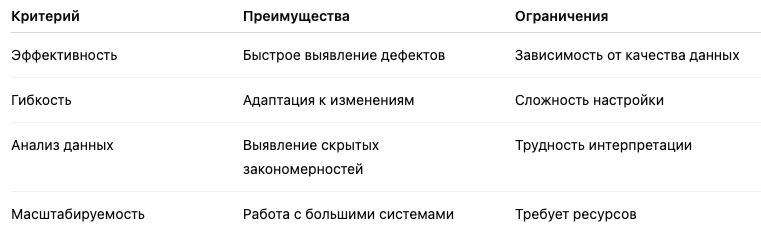 Критерий Преимущества Ограничения
Эффективность Быстрое выявление дефектов Зависимость от качества данных
Гибкость Адаптация к изменениям Сложность настройки
Анализ данных Выявление скрытых Трудность интерпретации
закономерностей
Масштабируемость Работа с большими системами Требует ресурсов